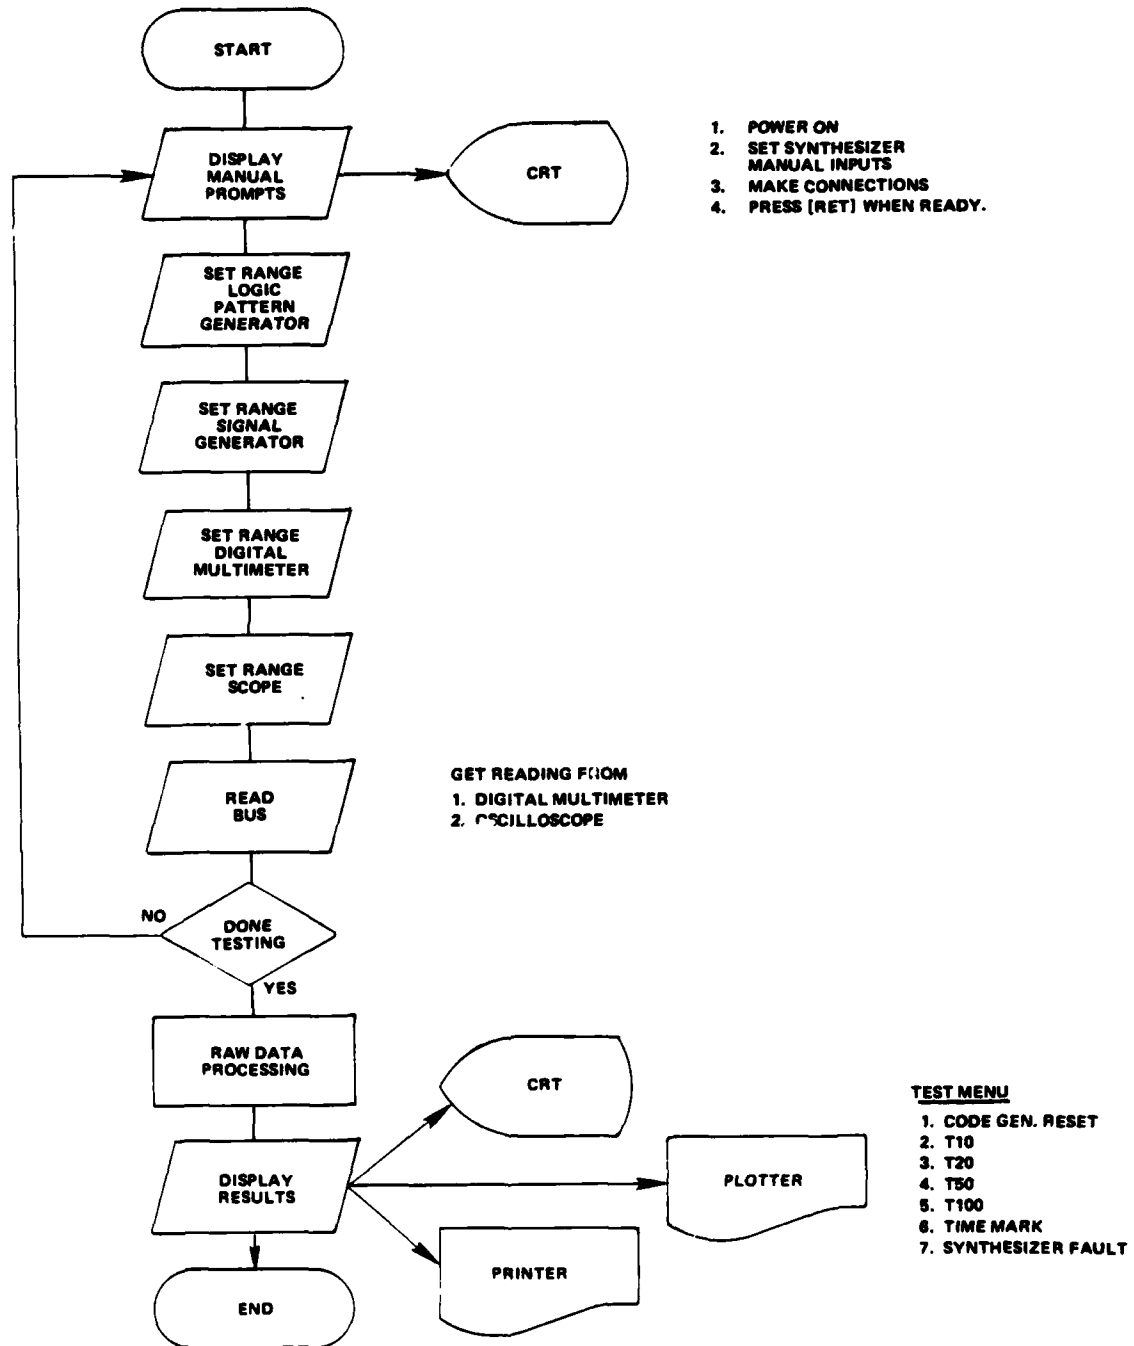 START
DISPLAY
MANUAL
PROMPTS
CRT
1. POWER ON
2. SET SYNTHESIZER
MANUAL INPUTS
3. MAKE CONNECTIONS
4. PRESS [RET] WHEN READY.
SET RANGE
LOGIC
PATTERN
GENERATOR
SET RANGE
SIGNAL
GENERATOR
SET RANGE
DIGITAL
MULTIMETER
SET RANGE
SCOPE
READ
BUS
GET READING FROM
1. DIGITAL MULTIMETER
2. OSCILLOSCOPE
NO
DONE
TESTING
YES
RAW DATA
PROCESSING
CRT
DISPLAY
RESULTS
PLOTTER
PRINTER
END
TEST MENU
1. CODE GEN. RESET
2. T10
3. T20
4. T50
5. T100
6. TIME MARK
7. SYNTHESIZER FAULT